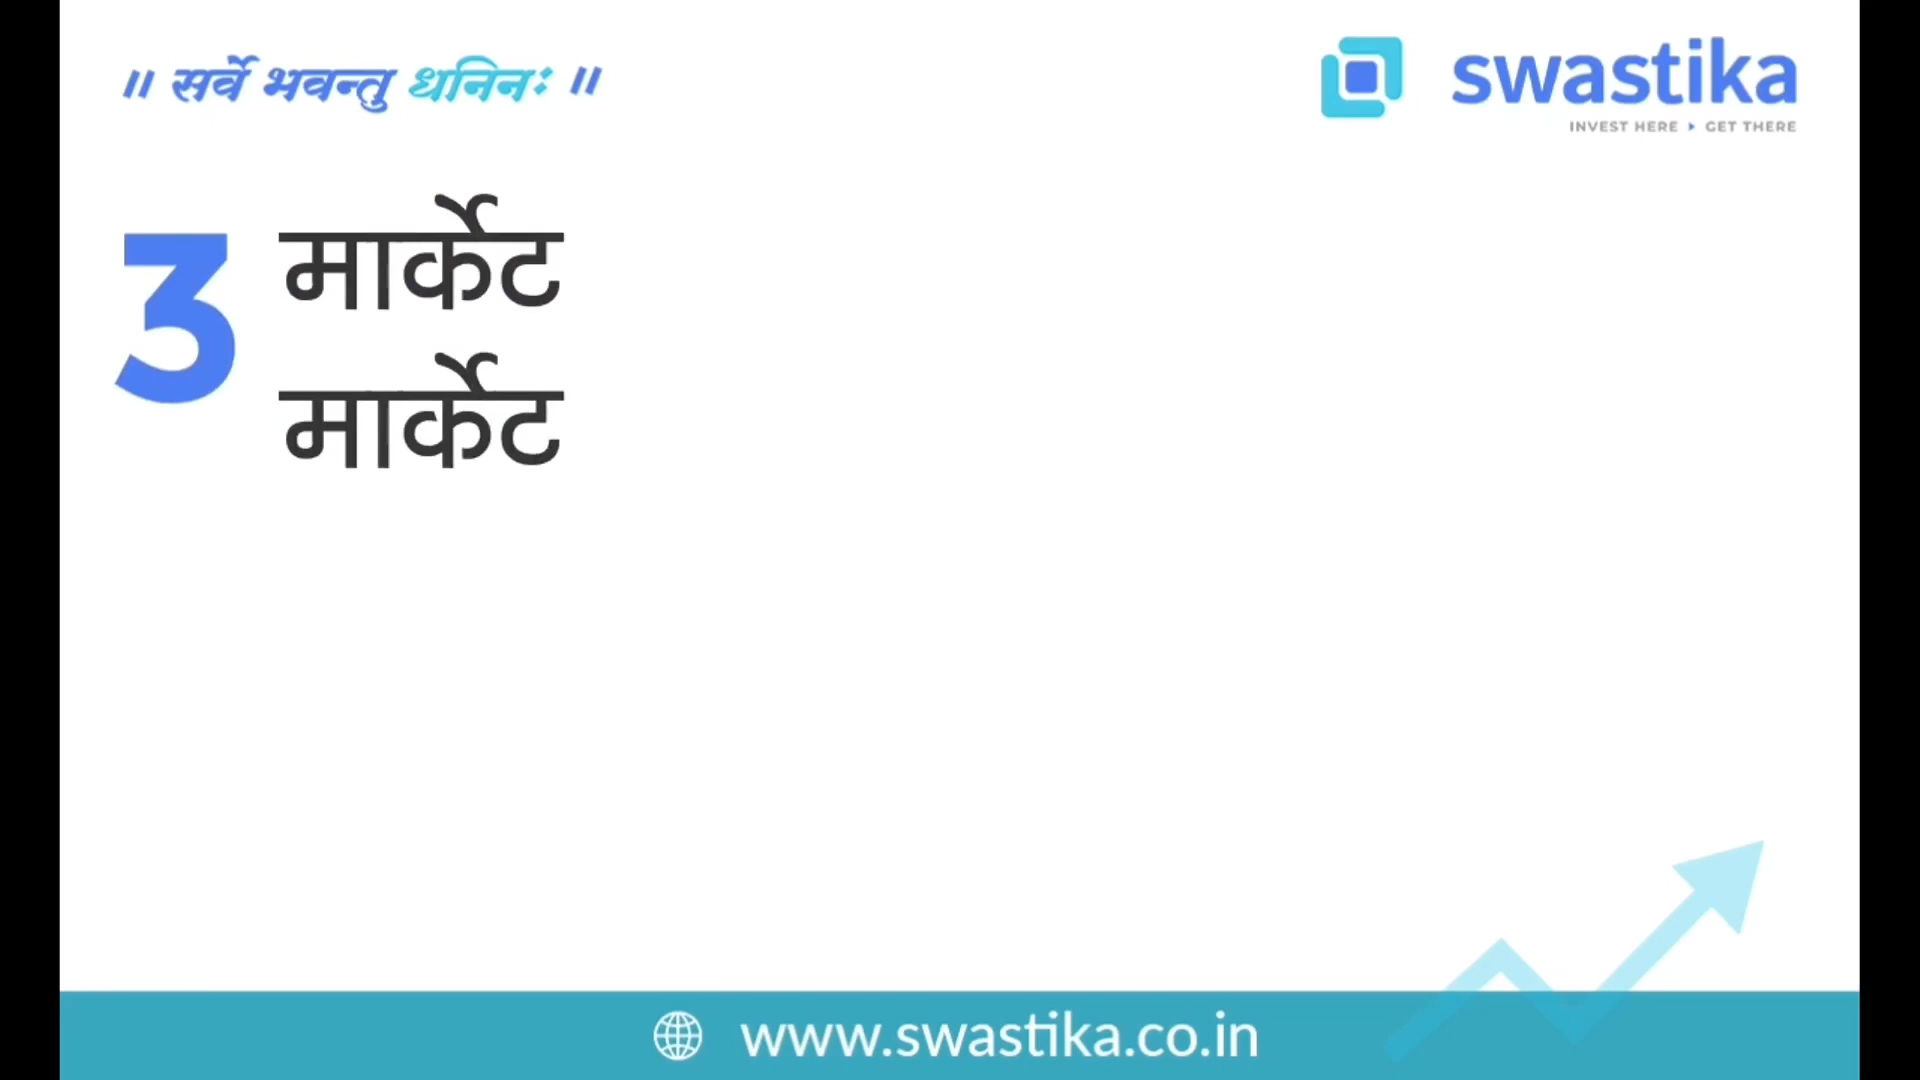 ॥ सर्वे भवन्तु धनिनः ॥
swastika
INVEST HERE ▸ GET THERE
3 मार्केट
मार्केट
www.swastika.co.in